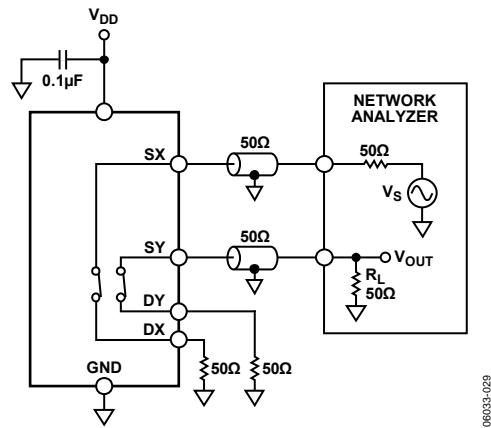 VDD
0.1µF
NETWORK
ANALYZER
SX
50Ω
50Ω
VS
SY
50Ω
VOUT
RL
50Ω
DY
DX
GND
50Ω
50Ω
06033-029